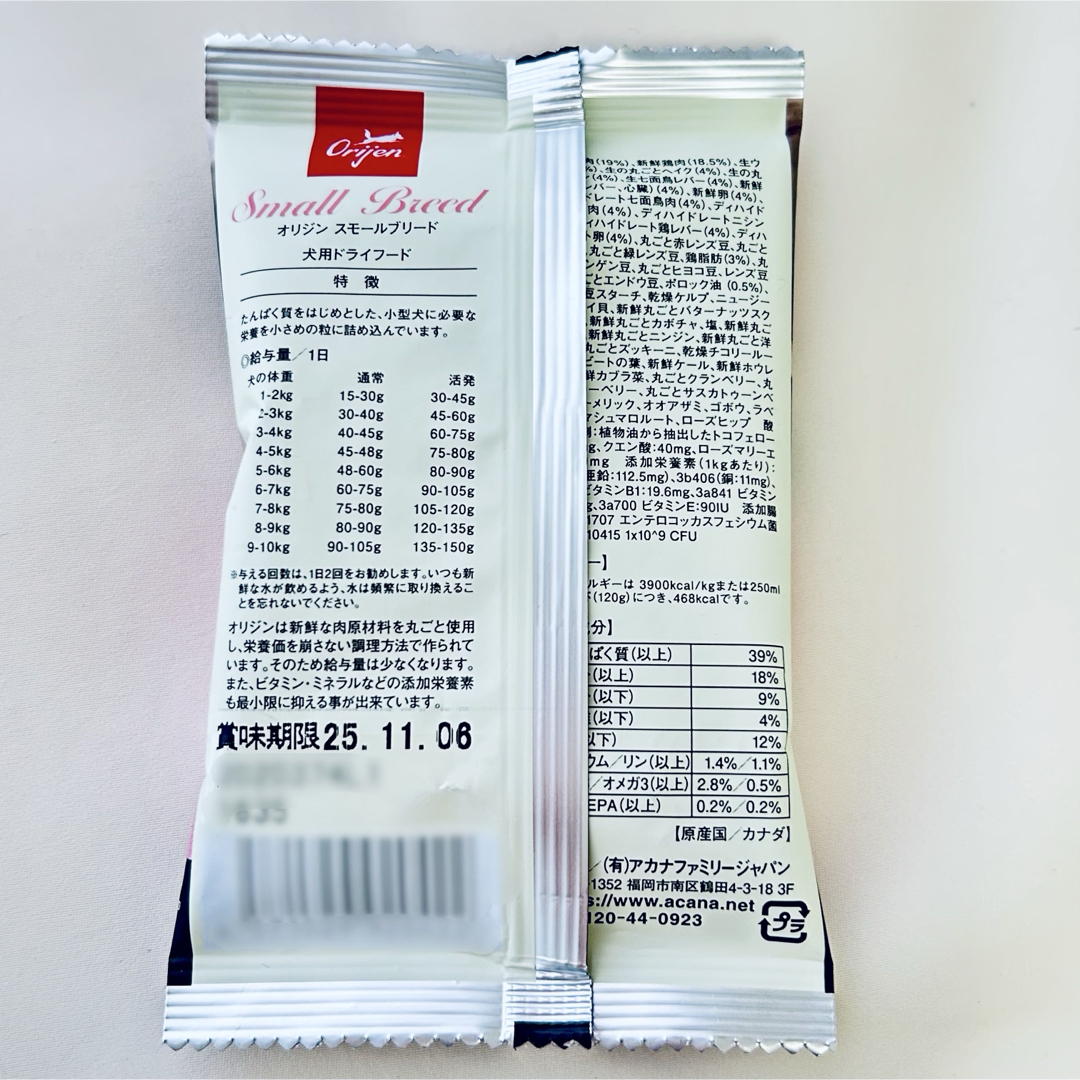 Orijen
Small Breed
オリジン スモールブリード
犬用ドライフード
特 徴
たんぱく質をはじめとした、小型犬に必要な
栄養を小さめの粒に詰め込んでいます。
◎給与量／1日
犬の体重 通常 活発
1-2kg 15-30g 30-45g
2-3kg 30-40g 45-60g
3-4kg 40-45g 60-75g
4-5kg 45-48g 75-80g
5-6kg 48-60g 80-90g
6-7kg 60-75g 90-105g
7-8kg 75-80g 105-120g
8-9kg 80-90g 120-135g
9-10kg 90-105g 135-150g
※与える回数は、1日2回をお勧めします。いつも新
鮮な水が飲めるよう、水は頻繁に取り換えるこ
とを忘れないでください。
オリジンは新鮮な肉原材料を丸ごと使用
し、栄養価を崩さない調理方法で作られて
います。そのため給与量は少なくなります。
また、ビタミン・ミネラルなどの添加栄養素
も最小限に抑える事が出来ています。
賞味期限25.11.06
肉(19%)、新鮮鶏肉(18.5%)、生ウ
、生の丸ごとヘイク(4%)、生の丸
(4%)、生七面鳥レバー(4%)、新鮮
レバー、心臓)(4%)、新鮮卵(4%)、
ドレート七面鳥肉(4%)、ディハイド
肉(4%)、ディハイドレートニシン
ィハイドレート鶏レバー(4%)、ディハ
ト卵(4%)、丸ごと赤レンズ豆、丸ごと
ごと緑レンズ豆、鶏脂肪(3%)、丸
ンゲン豆、丸ごとヒヨコ豆、レンズ豆
ごとエンドウ豆、ポロック油 (0.5%)、
豆スターチ、乾燥ケルプ、ニュージー
イ貝、新鮮丸ごとバターナッツスク
新鮮丸ごとカボチャ、塩、新鮮丸ご
新鮮丸ごとニンジン、新鮮丸ごと洋
丸ごとズッキーニ、乾燥チコリールー
ビートの葉、新鮮ケール、新鮮ホウレ
鮮カブラ菜、丸ごとクランベリー、丸
ーベリー、丸ごとサスカトゥーンベ
ーメリック、オオアザミ、ゴボウ、ラベ
マシュマロルート、ローズヒップ 酸
:植物油から抽出したトコフェロー
g、クエン酸:40mg、ローズマリーエ
mg 添加栄養素(1kgあたり):
亜鉛:112.5mg)、3b406(銅:11mg)、
ビタミンB1:19.6mg、3a841 ビタミン
g、3a700 ビタミンE:90IU 添加腸
1707 エンテロコッカスフェシウム菌
10415 1x10^9 CFU
ー】
ルギーは 3900kcal/kgまたは250ml
(120g)につき、468kcalです。
成分】
ぱく質(以上) 39%
(以上) 18%
(以下) 9%
(以下) 4%
以下) 12%
ウム／リン(以上) 1.4%／1.1%
／オメガ3(以上) 2.8%／0.5%
EPA(以上) 0.2%／0.2%
【原産国／カナダ】
／(有)アカナファミリージャパン
-1352 福岡市南区鶴田4-3-18 3F
s://www.acana.net
120-44-0923
プラ